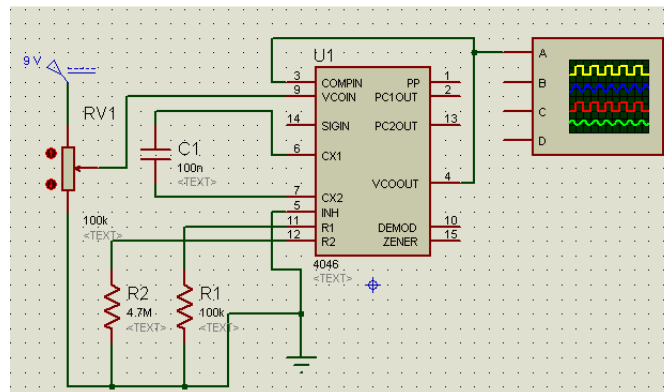 U1
9 V
3 COMPIN PP 1
9 VCOIN PC1OUT 2
RV1
14 SIGIN PC2OUT 13
C1
6 CX1
100n
<TEXT>
VCOOUT 4
7 CX2
5 INH
11 R1 DEMOD 10
12 R2 ZENER 15
100k
<TEXT>
4046
<TEXT>
R2
4.7M
<TEXT>
R1
100k
<TEXT>
A
B
C
D